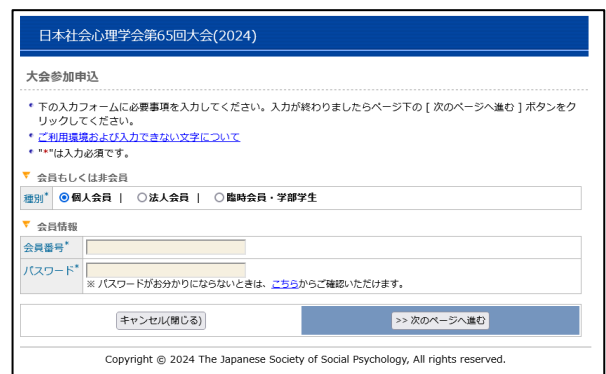 日本社会心理学会第65回大会(2024)
大会参加申込
下の入力フォームに必要事項を入力してください。入力が終わりましたらページ下の [ 次のページへ進む ] ボタンをク
リックしてください。
ご利用環境および入力できない文字について
"*"は入力必須です。
会員もしくは非会員
種別* 個人会員 | 法人会員 | 臨時会員・学部学生
会員情報
会員番号*
パスワード*
※ パスワードがお分かりにならないときは、こちらからご確認いただけます。
キャンセル(閉じる) >> 次のページへ進む
Copyright © 2024 The Japanese Society of Social Psychology, All rights reserved.